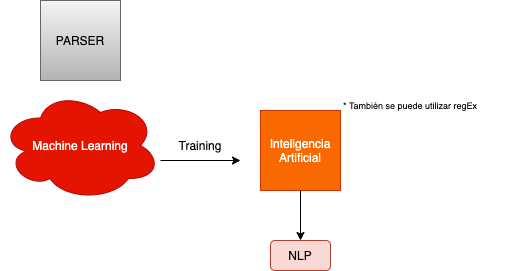 PARSER
* También se puede utilizar regEx
Machine Learning
Training
Inteligencia
Artificial
NLP